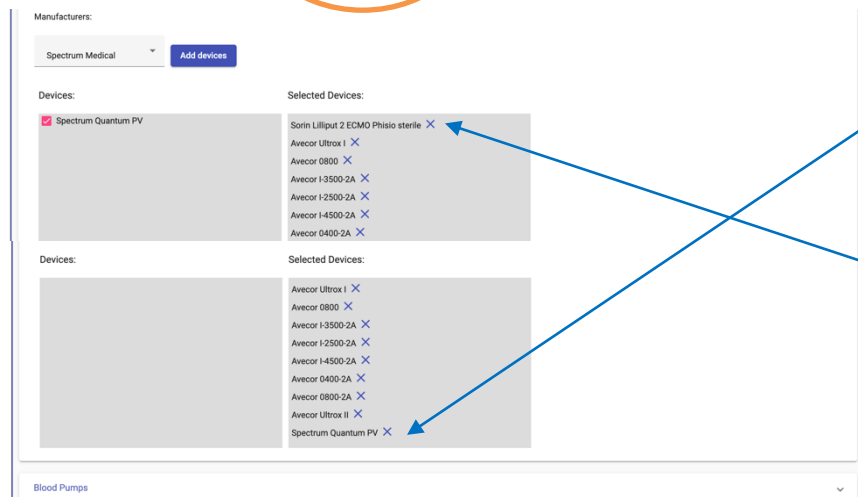 Manufacturers:
Spectrum Medical
Add devices
Devices:
Selected Devices:
Spectrum Quantum PV
Sorin Lilliput 2 ECMO Phisio sterile
Avecor Ultrox I
Avecor 0800
Avecor I-3500-2A
Avecor I-2500-2A
Avecor I-4500-2A
Avecor 0400-2A
Devices:
Selected Devices:
Avecor Ultrox I
Avecor 0800
Avecor I-3500-2A
Avecor I-2500-2A
Avecor I-4500-2A
Avecor 0400-2A
Avecor 0800-2A
Avecor Ultrox II
Spectrum Quantum PV
Blood Pumps